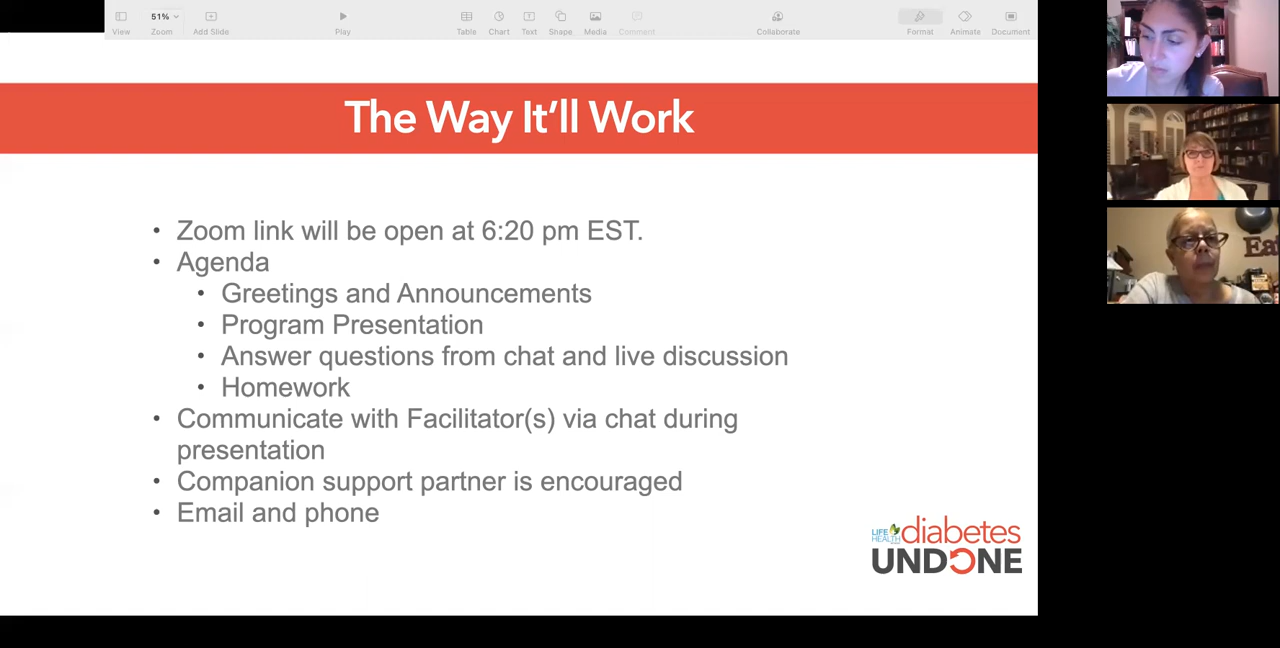 51%
View
Zoom
Add Slide
Play
Table
Chart
Text
Shape
Media
Comment
Collaborate
Format
Animate
Document
The Way It’ll Work
• Zoom link will be open at 6:20 pm EST.
• Agenda
• Greetings and Announcements
• Program Presentation
• Answer questions from chat and live discussion
• Homework
• Communicate with Facilitator(s) via chat during
presentation
• Companion support partner is encouraged
• Email and phone
LIFE
HEALTH
diabetes
UNDONE
Eat